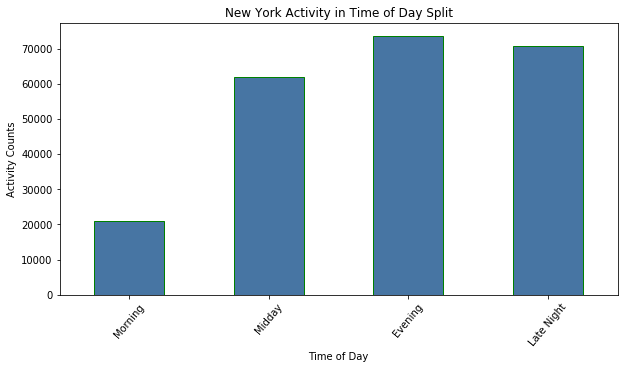 New York Activity in Time of Day Split
Activity Counts
70000
60000
50000
40000
30000
20000
10000
0
Morning
Midday
Evening
Late Night
Time of Day